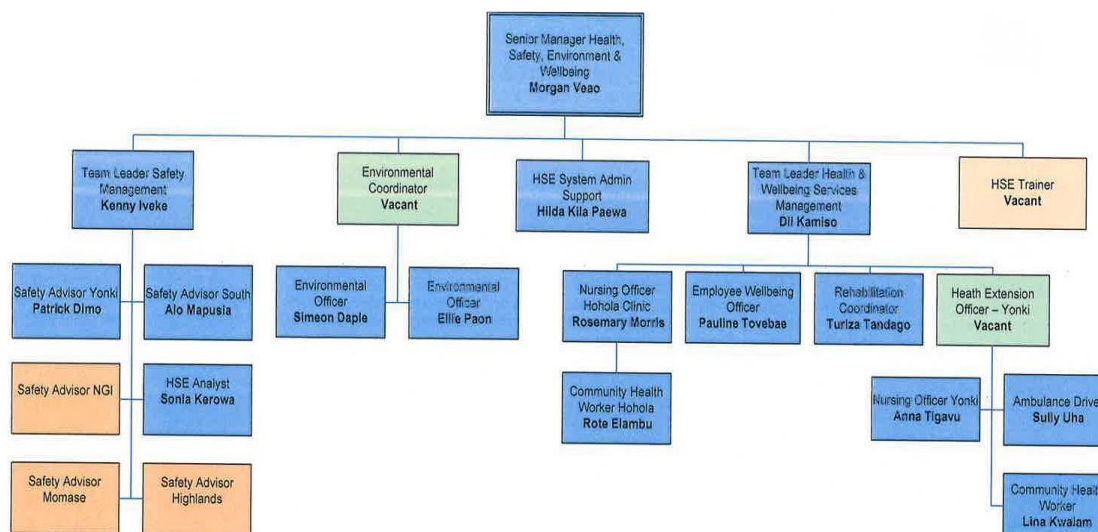 Senior Manager Health,
Safety, Environment &
Wellbeing
Morgan Veao
Team Leader Safety
Management
Kenny Iveke
Environmental
Coordinator
Vacant
HSE System Admin
Support
Hilda Kila Paewa
Team Leader Health &
Wellbeing Services
Management
Dii Kamiso
HSE Trainer
Vacant
Safety Advisor Yonki
Patrick Dimo
Safety Advisor South
Alo Mapusia
Environmental
Officer
Simeon Daple
Environmental
Officer
Ellie Paon
Nursing Officer
Hohola Clinic
Rosemary Morris
Employee Wellbeing
Officer
Pauline Tovebae
Rehabilitation
Coordinator
Turiza Tandago
Heath Extension
Officer – Yonki
Vacant
Safety Advisor NGI
HSE Analyst
Sonia Kerowa
Community Health
Worker Hohola
Rote Elambu
Nursing Officer Yonki
Anna Tigavu
Ambulance Drive
Sully Uha
Safety Advisor
Momase
Safety Advisor
Highlands
Community Health
Worker
Lina Kwalam